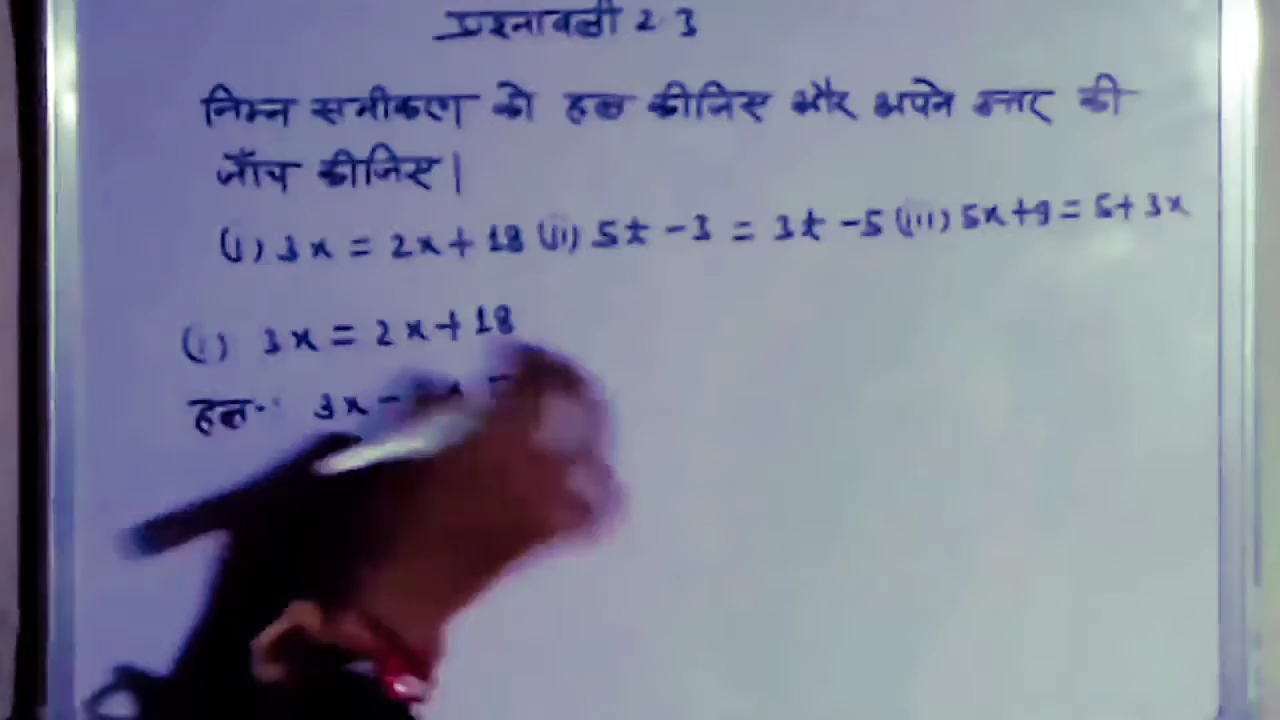 प्रश्नावली 2.3
निम्न समीकरण को हल कीजिए और अपने उत्तर की
जाँच कीजिए।
(i) 3x = 2x + 18 (ii) 5t - 3 = 3t - 5 (iii) 5x + 9 = 5 + 3x
(i) 3x = 2x + 18
हल:- 3x -